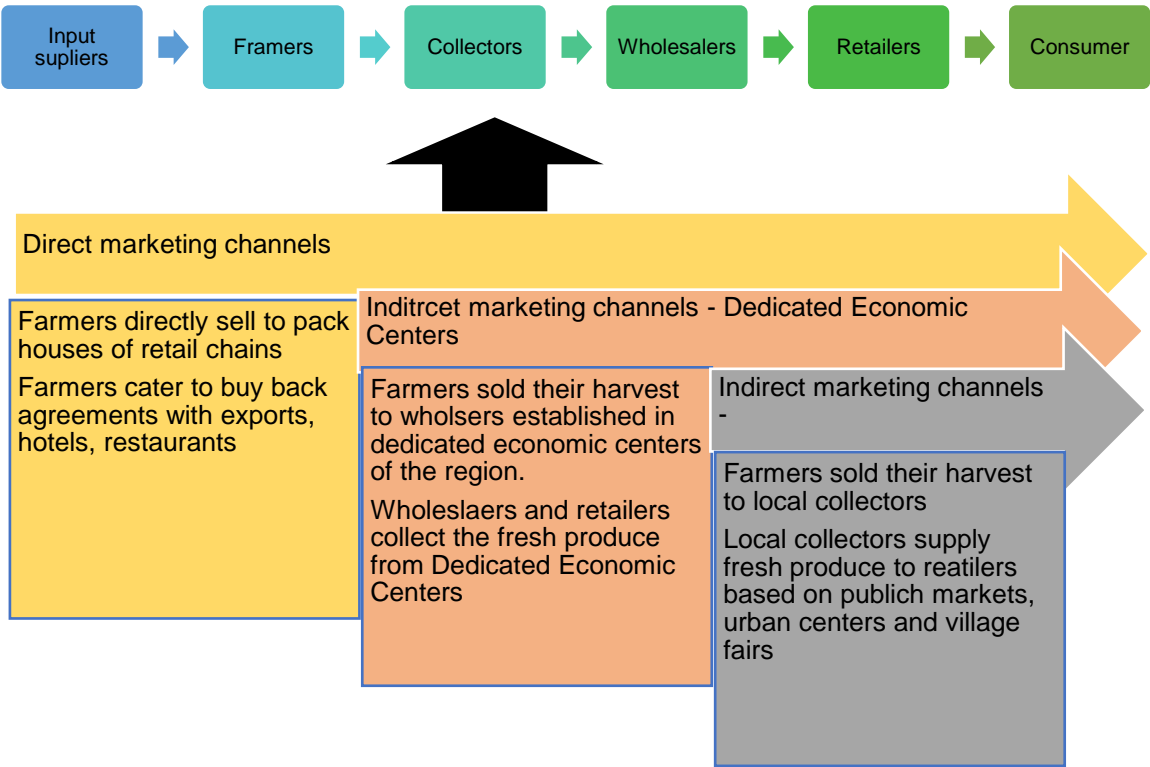 Input
supliers
Framers
Collectors
Wholesalers
Retailers
Consumer
Direct marketing channels
Farmers directly sell to pack
houses of retail chains
Farmers cater to buy back
agreements with exports,
hotels, restaurants
Inditrcet marketing channels - Dedicated Economic
Centers
Farmers sold their harvest
to wholsers established in
dedicated economic centers
of the region.
Wholeslaers and retailers
collect the fresh produce
from Dedicated Economic
Centers
Indirect marketing channels
-
Farmers sold their harvest
to local collectors
Local collectors supply
fresh produce to reatilers
based on publich markets,
urban centers and village
fairs